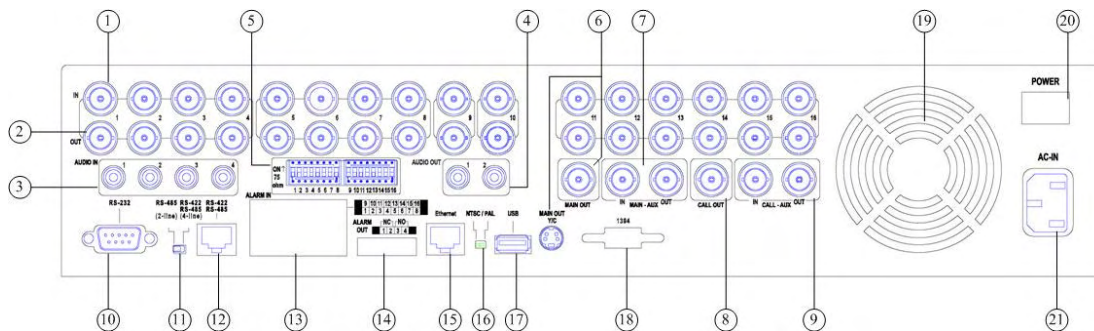 1 5 4 6 7 19 20
POWER
IN
1 2 3 4 5 6 7 8 9 10 11 12 13 14 15 16
2
OUT
AUDIO IN 1 2 3 4
ON ↑
75
ohm
1 2 3 4 5 6 7 8 9 10 11 12 13 14 15 16
AUDIO OUT 1 2
AC-IN
3
MAIN OUT IN MAIN - AUX OUT CALL OUT IN CALL - AUX OUT
RS-232
RS-485 RS-422 RS-422
(2-line) RS-485 RS-485
(4-line)
ALARM IN
9 10 11 12 13 14 15 16
1 2 3 4 5 6 7 8
ALARM
OUT
(NC) (NO)
1 2 3 4
Ethernet
NTSC / PAL
USB
MAIN OUT
Y/C
1394
10 11 12 13 14 15 16 17 18 8 9 21